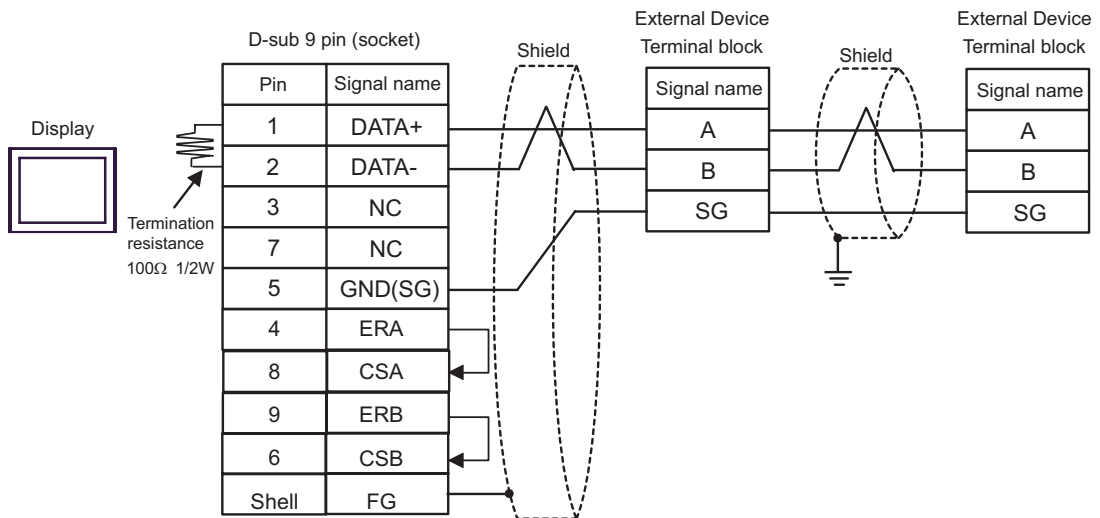 External Device
Terminal block
External Device
Terminal block
D-sub 9 pin (socket)
Shield
Shield
Display
Pin Signal name
1 DATA+
2 DATA-
3 NC
7 NC
5 GND(SG)
4 ERA
8 CSA
9 ERB
6 CSB
Shell FG
Termination
resistance
100Ω 1/2W
Signal name
A
B
SG
Signal name
A
B
SG